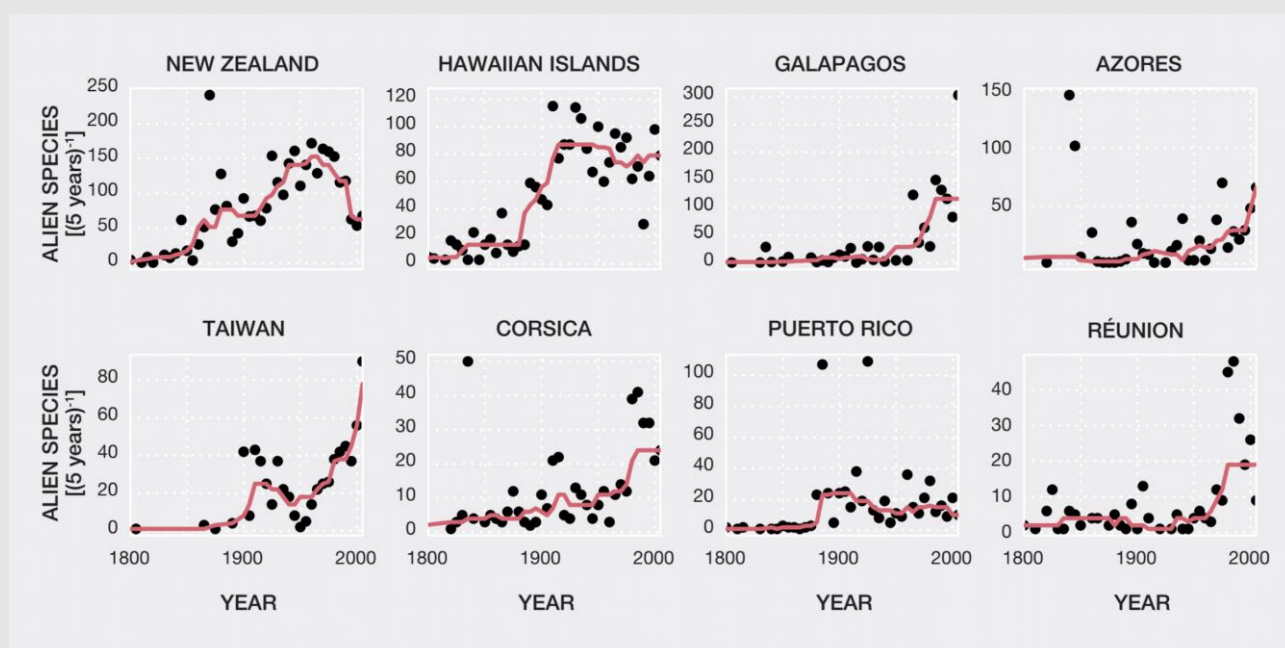 NEW ZEALAND
HAWAIIAN ISLANDS
GALAPAGOS
AZORES
ALIEN SPECIES
[(5 years)⁻¹]
250
200
150
100
50
0
120
100
80
60
40
20
0
300
250
200
150
100
50
0
150
100
50
TAIWAN
CORSICA
PUERTO RICO
RÉUNION
ALIEN SPECIES
[(5 years)⁻¹]
80
60
40
20
0
50
40
30
20
10
0
100
80
60
40
20
0
40
30
20
10
0
1800 1900 2000
1800 1900 2000
1800 1900 2000
1800 1900 2000
YEAR
YEAR
YEAR
YEAR